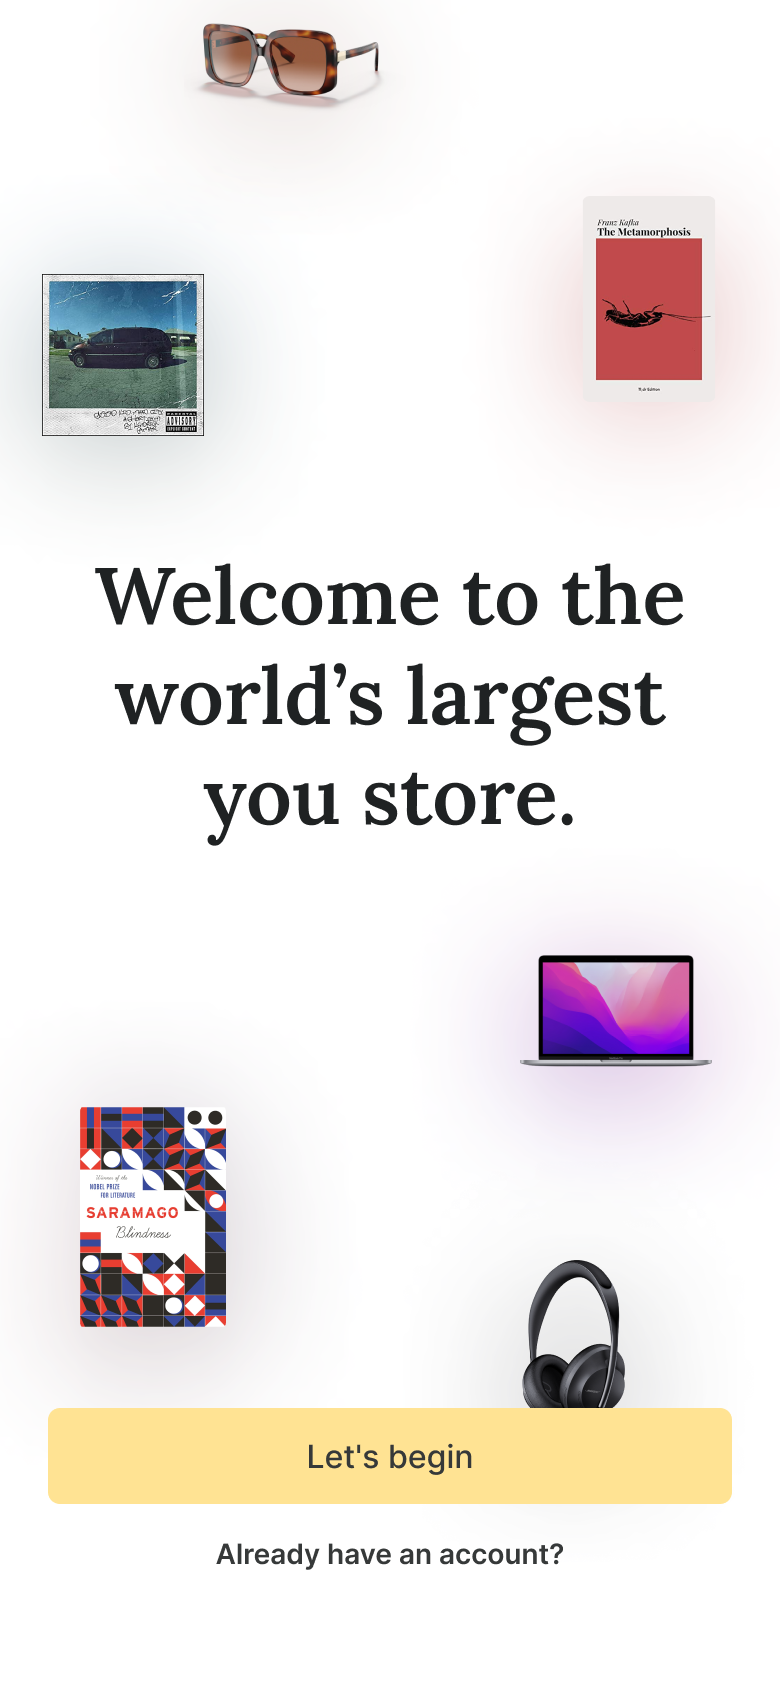 Franz Kafka
The Metamorphosis
PARENTAL
ADVISORY
EXPLICIT CONTENT
Welcome to the
world’s largest
you store.
Winner of the
NOBEL PRIZE
FOR LITERATURE
SARAMAGO
Blindness
Let's begin
Already have an account?